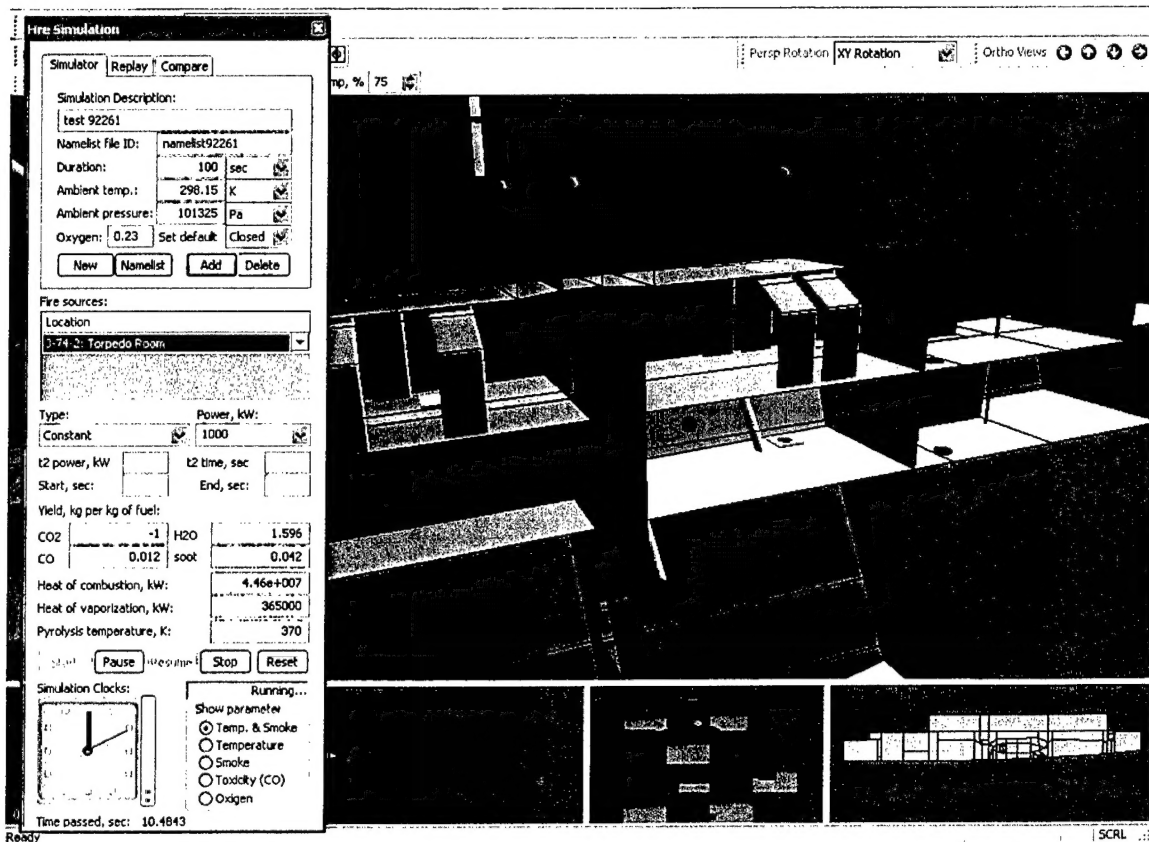 Fire Simulation
Persp Rotation XY Rotation Ortho Views
Simulator Replay Compare
mp, % 75
Simulation Description:
test 92261
Namelist file ID: namelist92261
Duration: 100 sec
Ambient temp.: 298.15 K
Ambient pressure: 101325 Pa
Oxygen: 0.23 Set default Closed
New Namelist Add Delete
Fire sources:
Location
3-74-2: Torpedo Room
Type: Power, kW:
Constant 1000
t2 power, kW t2 time, sec
Start, sec: End, sec:
Yield, kg per kg of fuel:
CO2 -1 H2O 1.596
CO 0.012 soot 0.042
Heat of combustion, kW: 4.46e+007
Heat of vaporization, kW: 365000
Pyrolysis temperature, K: 370
Start Pause Resume Stop Reset
Simulation Clocks: Running...
Show parameter
Temp. & Smoke
Temperature
Smoke
Toxicity (CO)
Oxigen
Time passed, sec: 10.4843
Ready SCRL